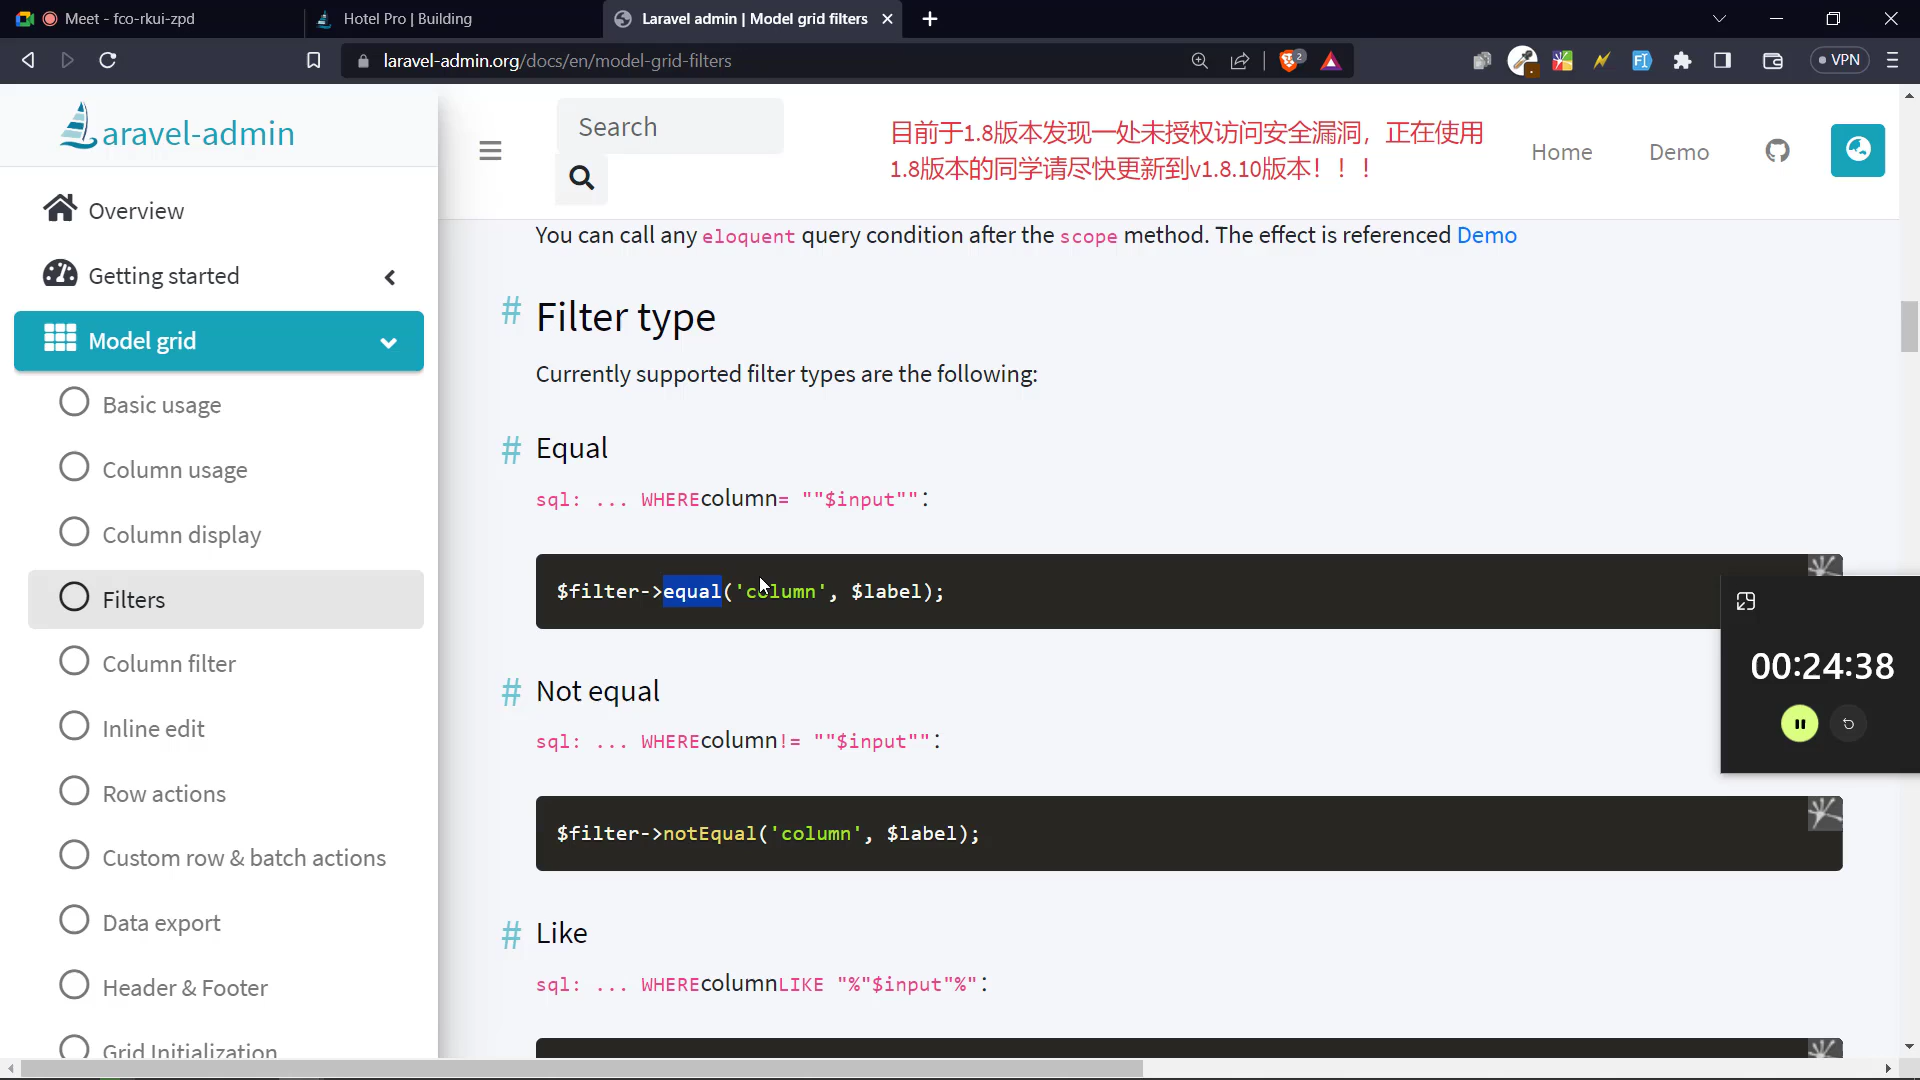 Meet - fco-rkui-zpd
Hotel Pro | Building
Laravel admin | Model grid filters
laravel-admin.org/docs/en/model-grid-filters
2
VPN
aravel-admin
Search
目前于1.8版本发现一处未授权访问安全漏洞，正在使用
1.8版本的同学请尽快更新到v1.8.10版本！！！
Home
Demo
Overview
Getting started
Model grid
Basic usage
Column usage
Column display
Filters
Column filter
Inline edit
Row actions
Custom row & batch actions
Data export
Header & Footer
Grid Initialization
You can call any eloquent query condition after the scope method. The effect is referenced Demo
# Filter type
Currently supported filter types are the following:
# Equal
sql: ... WHEREcolumn= ""$input"":
$filter->equal('column', $label);
# Not equal
sql: ... WHEREcolumn!= ""$input"":
$filter->notEqual('column', $label);
# Like
sql: ... WHEREcolumnLIKE "%"$input"%":
00:24:38